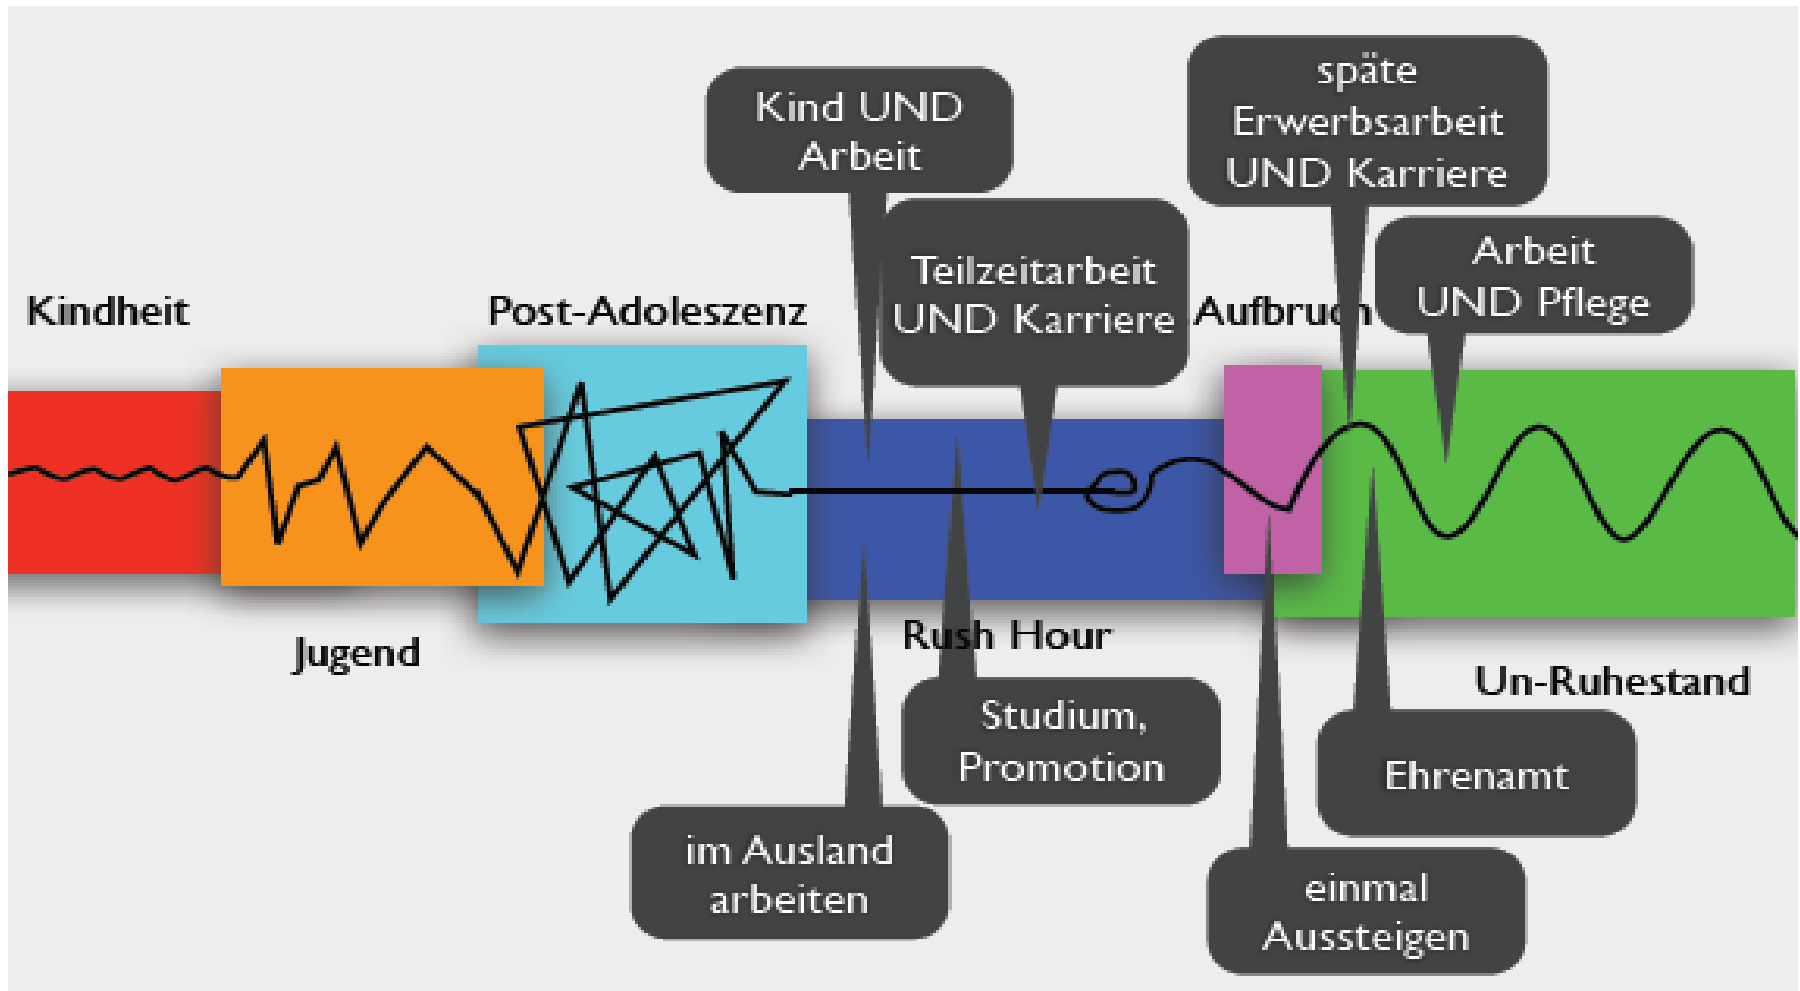 Kind UND
Arbeit
späte
Erwerbsarbeit
UND Karriere
Teilzeitarbeit
UND Karriere
Arbeit
UND Pflege
Kindheit
Post-Adoleszenz
Aufbruch
Jugend
Rush Hour
Un-Ruhestand
Studium,
Promotion
Ehrenamt
im Ausland
arbeiten
einmal
Aussteigen